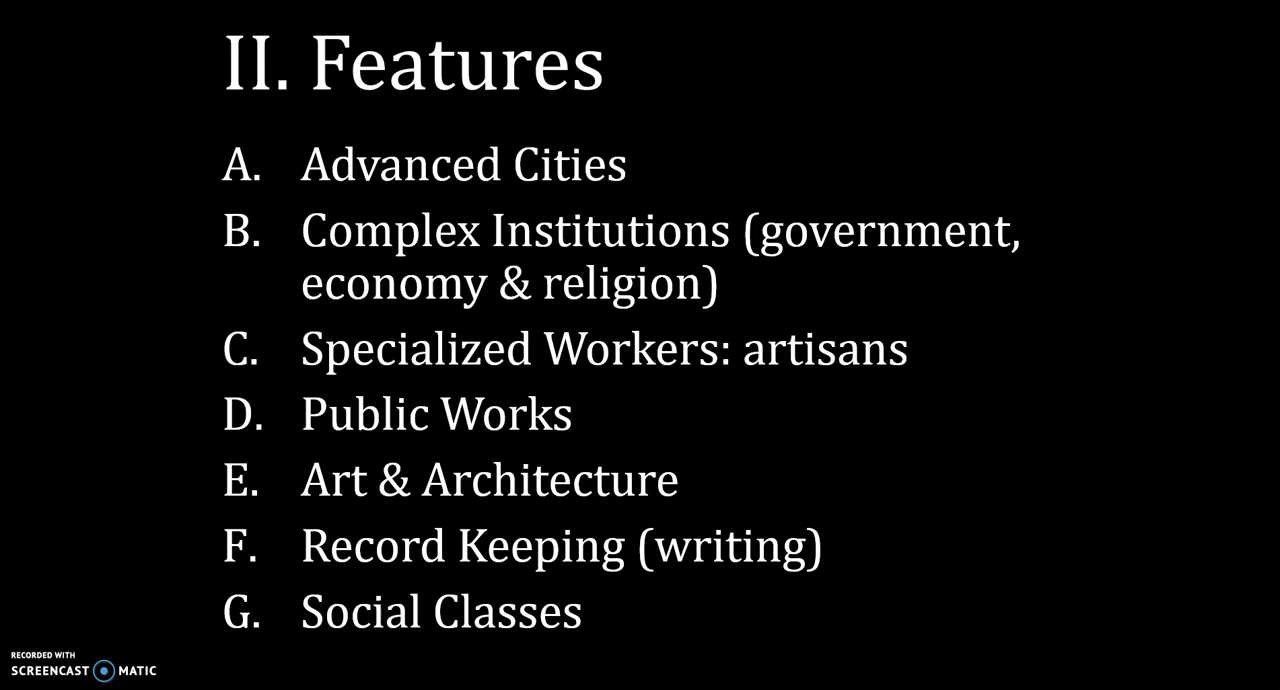 II. Features
A. Advanced Cities
B. Complex Institutions (government,
economy & religion)
C. Specialized Workers: artisans
D. Public Works
E. Art & Architecture
F. Record Keeping (writing)
G. Social Classes
RECORDED WITH
SCREENCAST MATIC